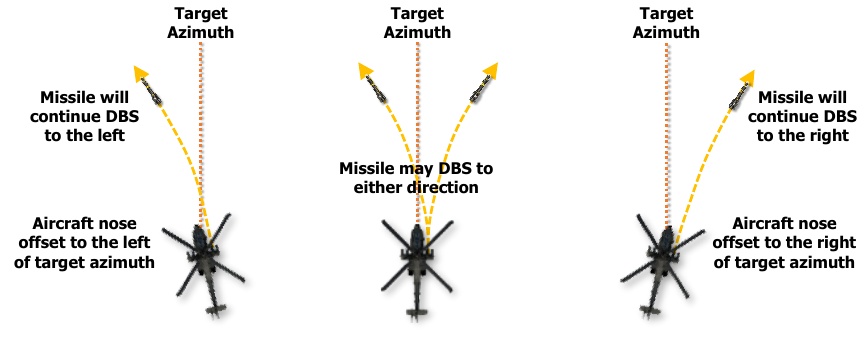 Target
Azimuth
Missile will
continue DBS
to the left
Aircraft nose
offset to the left
of target azimuth
Target
Azimuth
Missile may DBS to
either direction
Target
Azimuth
Missile will
continue DBS
to the right
Aircraft nose
offset to the right
of target azimuth